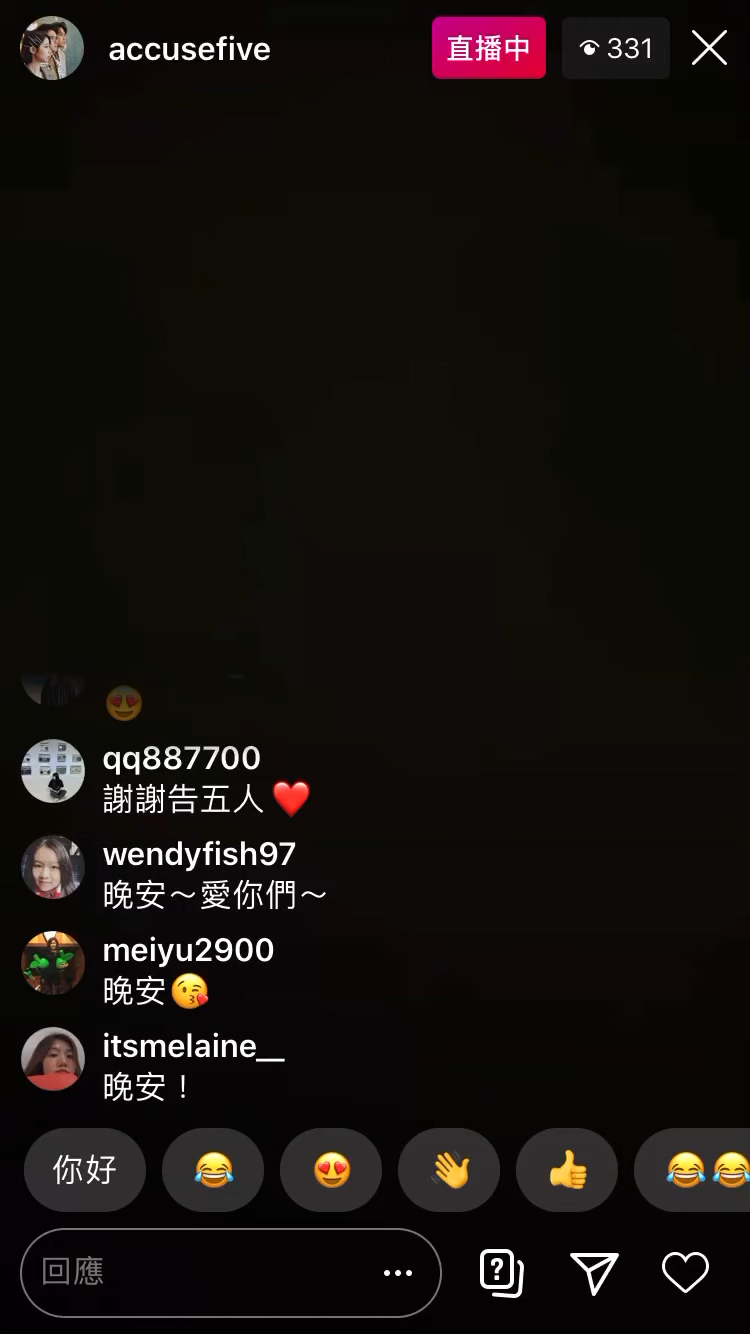 accusefive
直播中
331
😍
qq887700
謝謝告五人❤️
wendyfish97
晚安～愛你們～
meiyu2900
晚安😘
itsmelaine__
晚安！
你好 😂 😍 👋 👍 😂😂
回應